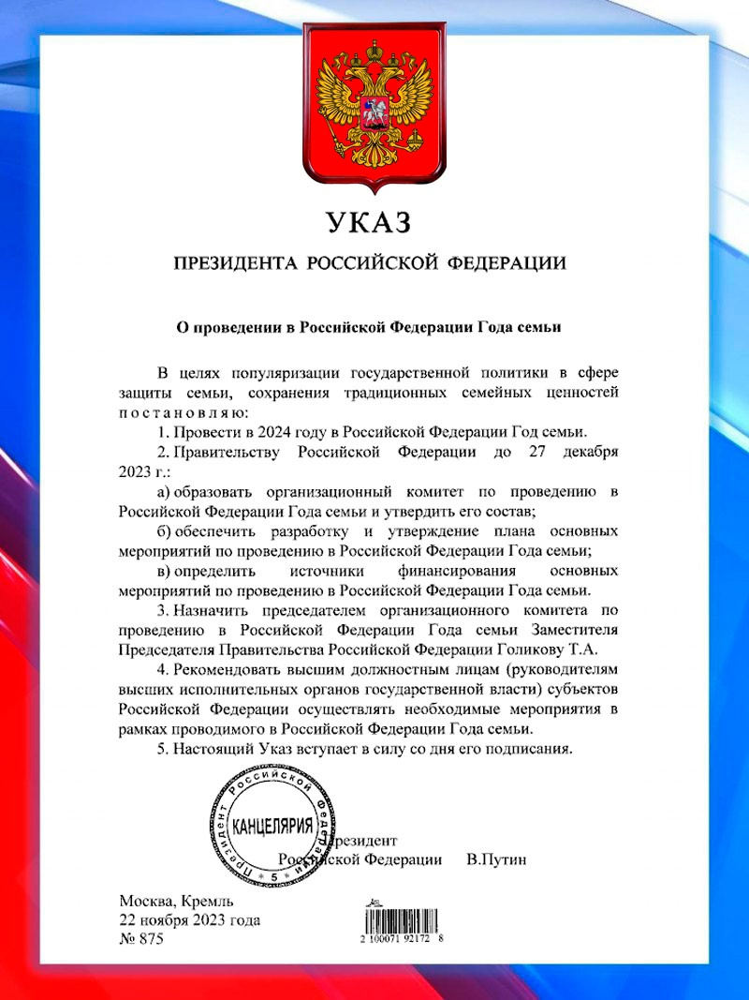 УКАЗ
ПРЕЗИДЕНТА РОССИЙСКОЙ ФЕДЕРАЦИИ
О проведении в Российской Федерации Года семьи
В целях популяризации государственной политики в сфере
защиты семьи, сохранения традиционных семейных ценностей
п о с т а н о в л я ю:
1. Провести в 2024 году в Российской Федерации Год семьи.
2. Правительству Российской Федерации до 27 декабря
2023 г.:
а) образовать организационный комитет по проведению в
Российской Федерации Года семьи и утвердить его состав;
б) обеспечить разработку и утверждение плана основных
мероприятий по проведению в Российской Федерации Года семьи;
в) определить источники финансирования основных
мероприятий по проведению в Российской Федерации Года семьи.
3. Назначить председателем организационного комитета по
проведению в Российской Федерации Года семьи Заместителя
Председателя Правительства Российской Федерации Голикову Т.А.
4. Рекомендовать высшим должностным лицам (руководителям
высших исполнительных органов государственной власти) субъектов
Российской Федерации осуществлять необходимые мероприятия в
рамках проводимого в Российской Федерации Года семьи.
5. Настоящий Указ вступает в силу со дня его подписания.
Президент Российской Федерации
КАНЦЕЛЯРИЯ
* 5 *
Президент
Российской Федерации В.Путин
Москва, Кремль
22 ноября 2023 года
№ 875
2 100071 92172 8